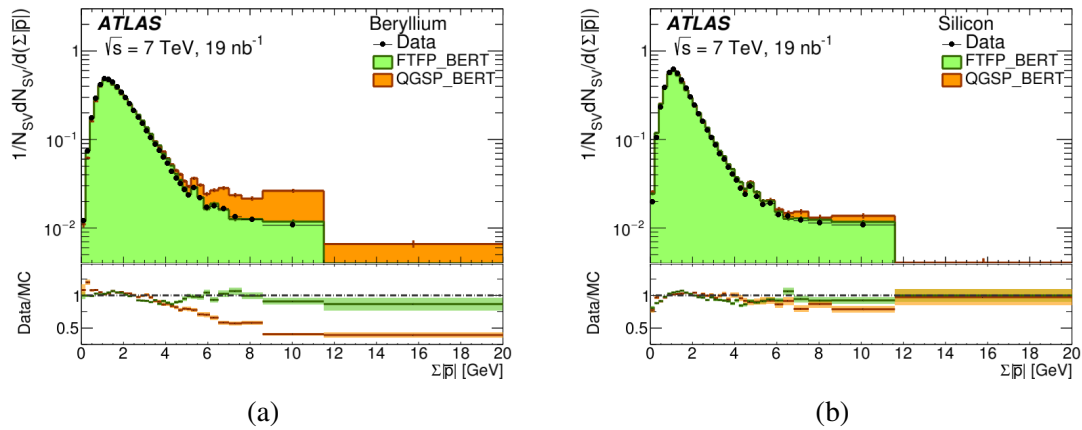 ATLAS
Beryllium
√s = 7 TeV, 19 nb⁻¹
Data
FTFP_BERT
QGSP_BERT
1/N_SV dN_SV/d(Σ|p̅|)
1
10⁻¹
10⁻²
Data/MC
1
0.5
0 2 4 6 8 10 12 14 16 18 20
Σ|p̅| [GeV]
(a)
ATLAS
Silicon
√s = 7 TeV, 19 nb⁻¹
Data
FTFP_BERT
QGSP_BERT
1/N_SV dN_SV/d(Σ|p̅|)
1
10⁻¹
10⁻²
Data/MC
1
0.5
0 2 4 6 8 10 12 14 16 18 20
Σ|p̅| [GeV]
(b)